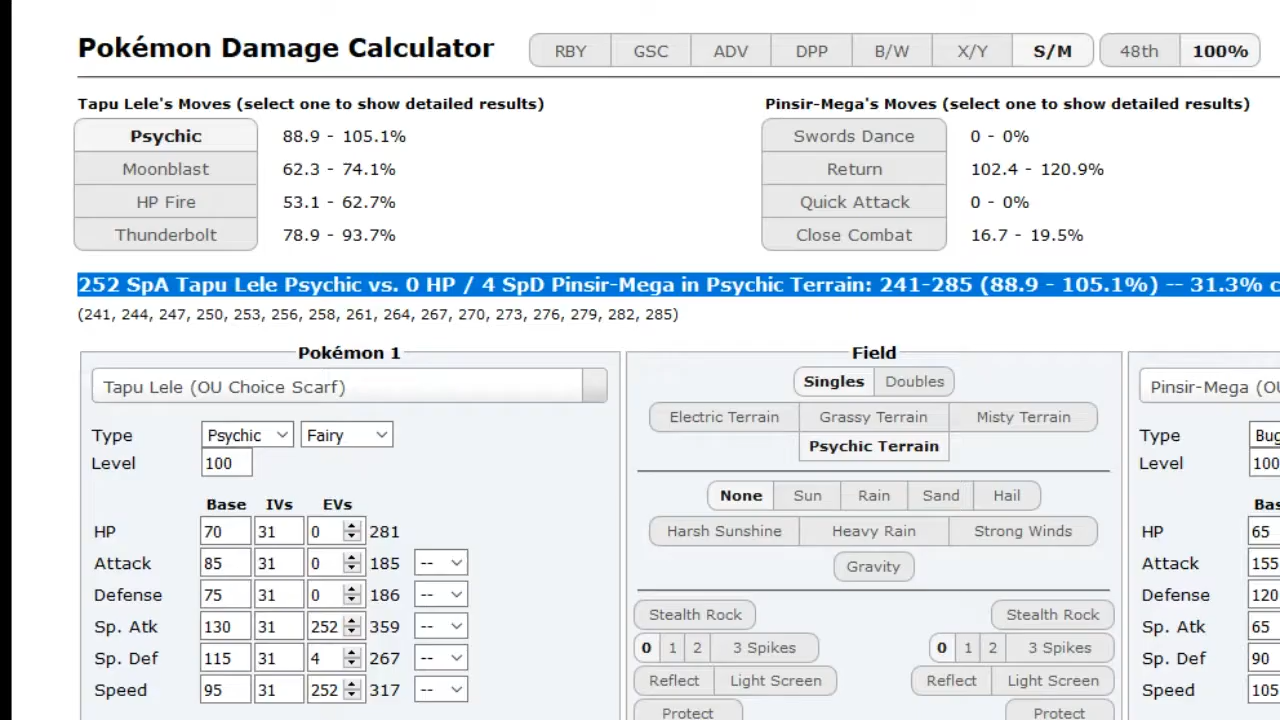 Pokémon Damage Calculator RBY GSC ADV DPP B/W X/Y S/M 48th 100%
Tapu Lele's Moves (select one to show detailed results) Pinsir-Mega's Moves (select one to show detailed results)
Psychic 88.9 - 105.1% Swords Dance 0 - 0%
Moonblast 62.3 - 74.1% Return 102.4 - 120.9%
HP Fire 53.1 - 62.7% Quick Attack 0 - 0%
Thunderbolt 78.9 - 93.7% Close Combat 16.7 - 19.5%
252 SpA Tapu Lele Psychic vs. 0 HP / 4 SpD Pinsir-Mega in Psychic Terrain: 241-285 (88.9 - 105.1%) -- 31.3% c
(241, 244, 247, 250, 253, 256, 258, 261, 264, 267, 270, 273, 276, 279, 282, 285)
Pokémon 1 Field
Tapu Lele (OU Choice Scarf) Singles Doubles Pinsir-Mega (OU
Electric Terrain Grassy Terrain Misty Terrain
Type Psychic Fairy Psychic Terrain Type Bug
Level 100 Level 100
Base IVs EVs None Sun Rain Sand Hail Bas
HP 70 31 0 281 Harsh Sunshine Heavy Rain Strong Winds HP 65
Attack 85 31 0 185 Gravity Attack 155
Defense 75 31 0 186 Defense 120
Stealth Rock Stealth Rock
Sp. Atk 130 31 252 359 Sp. Atk 65
0 1 2 3 Spikes 0 1 2 3 Spikes
Sp. Def 115 31 4 267 Sp. Def 90
Reflect Light Screen Reflect Light Screen
Speed 95 31 252 317 Speed 105
Protect Protect